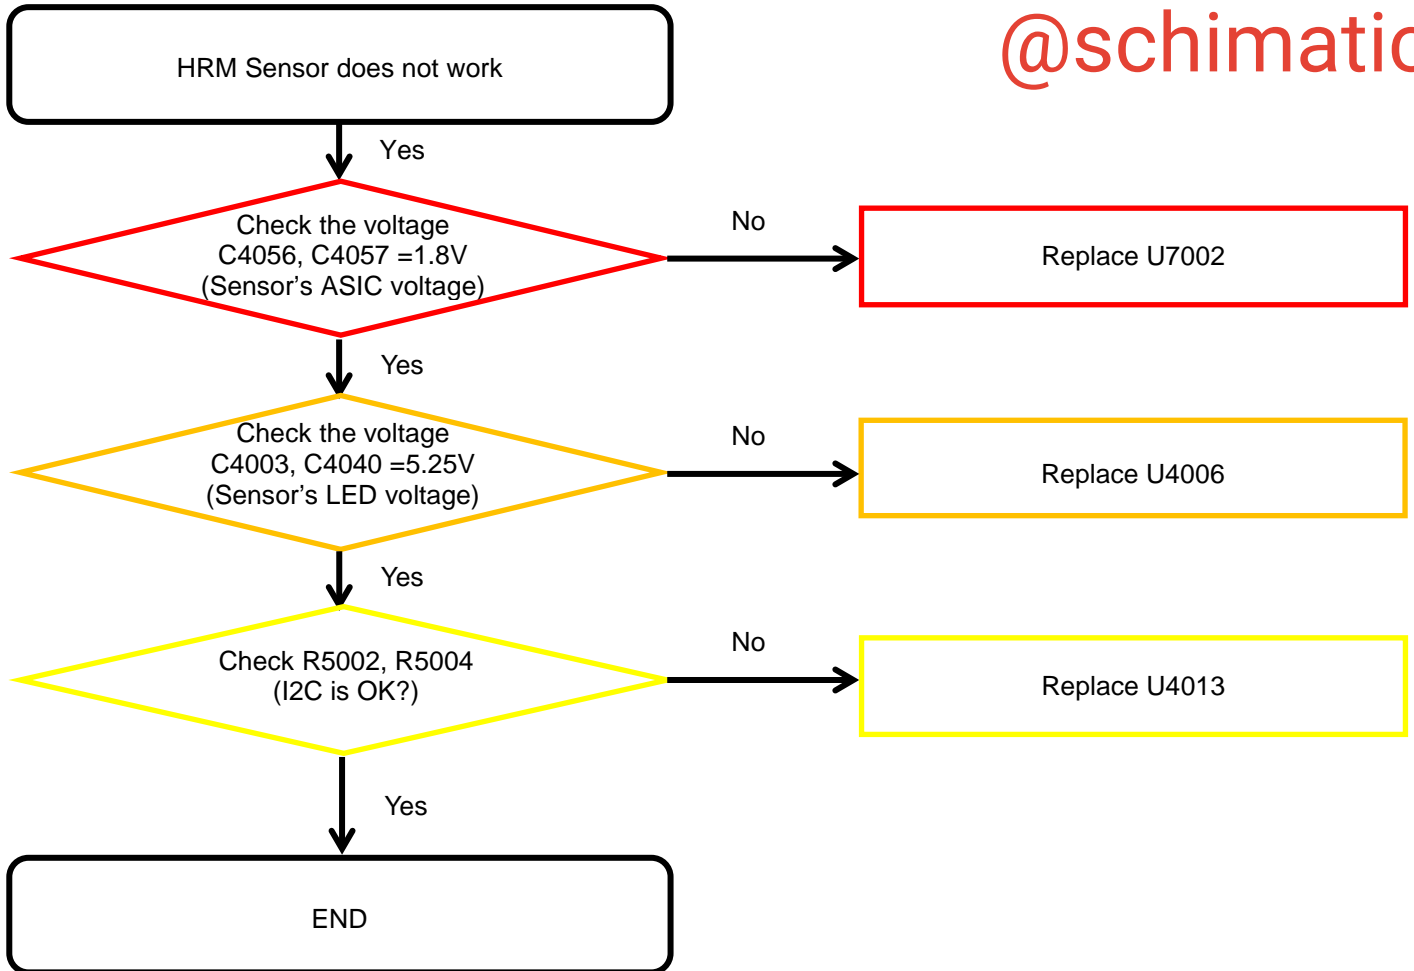 @schimatic
HRM Sensor does not work
Yes
Check the voltage
C4056, C4057 =1.8V
(Sensor's ASIC voltage)
No
Replace U7002
Yes
Check the voltage
C4003, C4040 =5.25V
(Sensor's LED voltage)
No
Replace U4006
Yes
Check R5002, R5004
(I2C is OK?)
No
Replace U4013
Yes
END